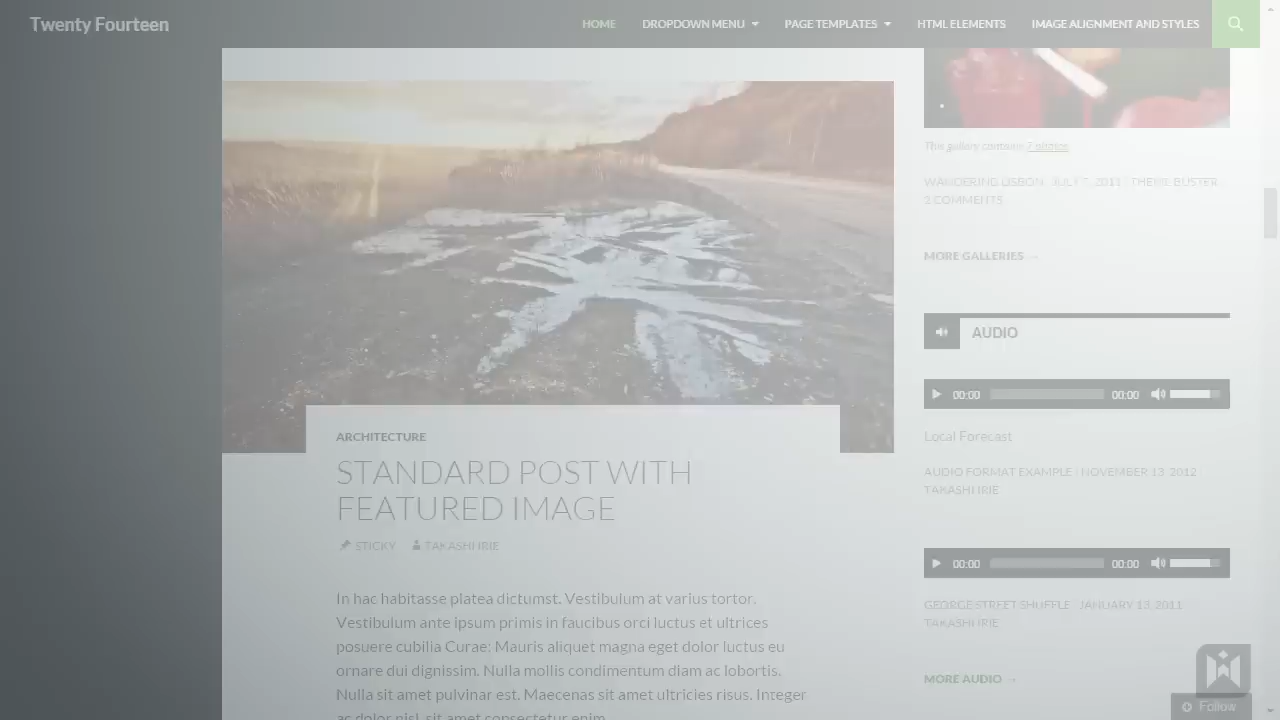 Twenty Fourteen
HOME DROPDOWN MENU PAGE TEMPLATES HTML ELEMENTS IMAGE ALIGNMENT AND STYLES
ARCHITECTURE
STANDARD POST WITH
FEATURED IMAGE
STICKY TAKASHI IRIE
In hac habitasse platea dictumst. Vestibulum at varius tortor.
Vestibulum ante ipsum primis in faucibus orci luctus et ultrices
posuere cubilia Curae; Mauris aliquet magna eget dolor luctus eu
ornare dui dignissim. Nulla mollis condimentum diam ac lobortis.
Nulla sit amet pulvinar est. Maecenas sit amet ultricies risus. Integer
ac dolor nisl, sit amet consectetur enim.
This gallery contains 7 photos.
WANDERING LISBON JULY 7, 2011 THEME BUSTER
2 COMMENTS
MORE GALLERIES →
AUDIO
00:00 00:00
Local Forecast
AUDIO FORMAT EXAMPLE NOVEMBER 13, 2012
TAKASHI IRIE
00:00 00:00
GEORGE STREET SHUFFLE JANUARY 13, 2011
TAKASHI IRIE
MORE AUDIO →
Follow